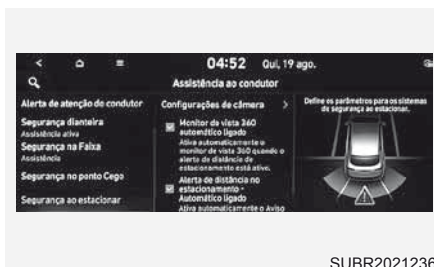 04:52 Qui, 19 ago.
Assistência ao condutor
Alerta de atenção do condutor
Segurança dianteira
Assistência ativa
Segurança na Faixa
Assistência
Segurança no ponto Cego
Segurança ao estacionar
Configurações de câmera >
Monitor da vista 360
automático ligado
Ativa automaticamente o
monitor de vista 360 quando o
alerta de distância de
estacionamento está ativo.
Alerta de distância no
estacionamento -
Automático ligado
Ativa automaticamente o Aviso
Define os parâmetros para os sistemas
de segurança ao estacionar.
SUBR2021236